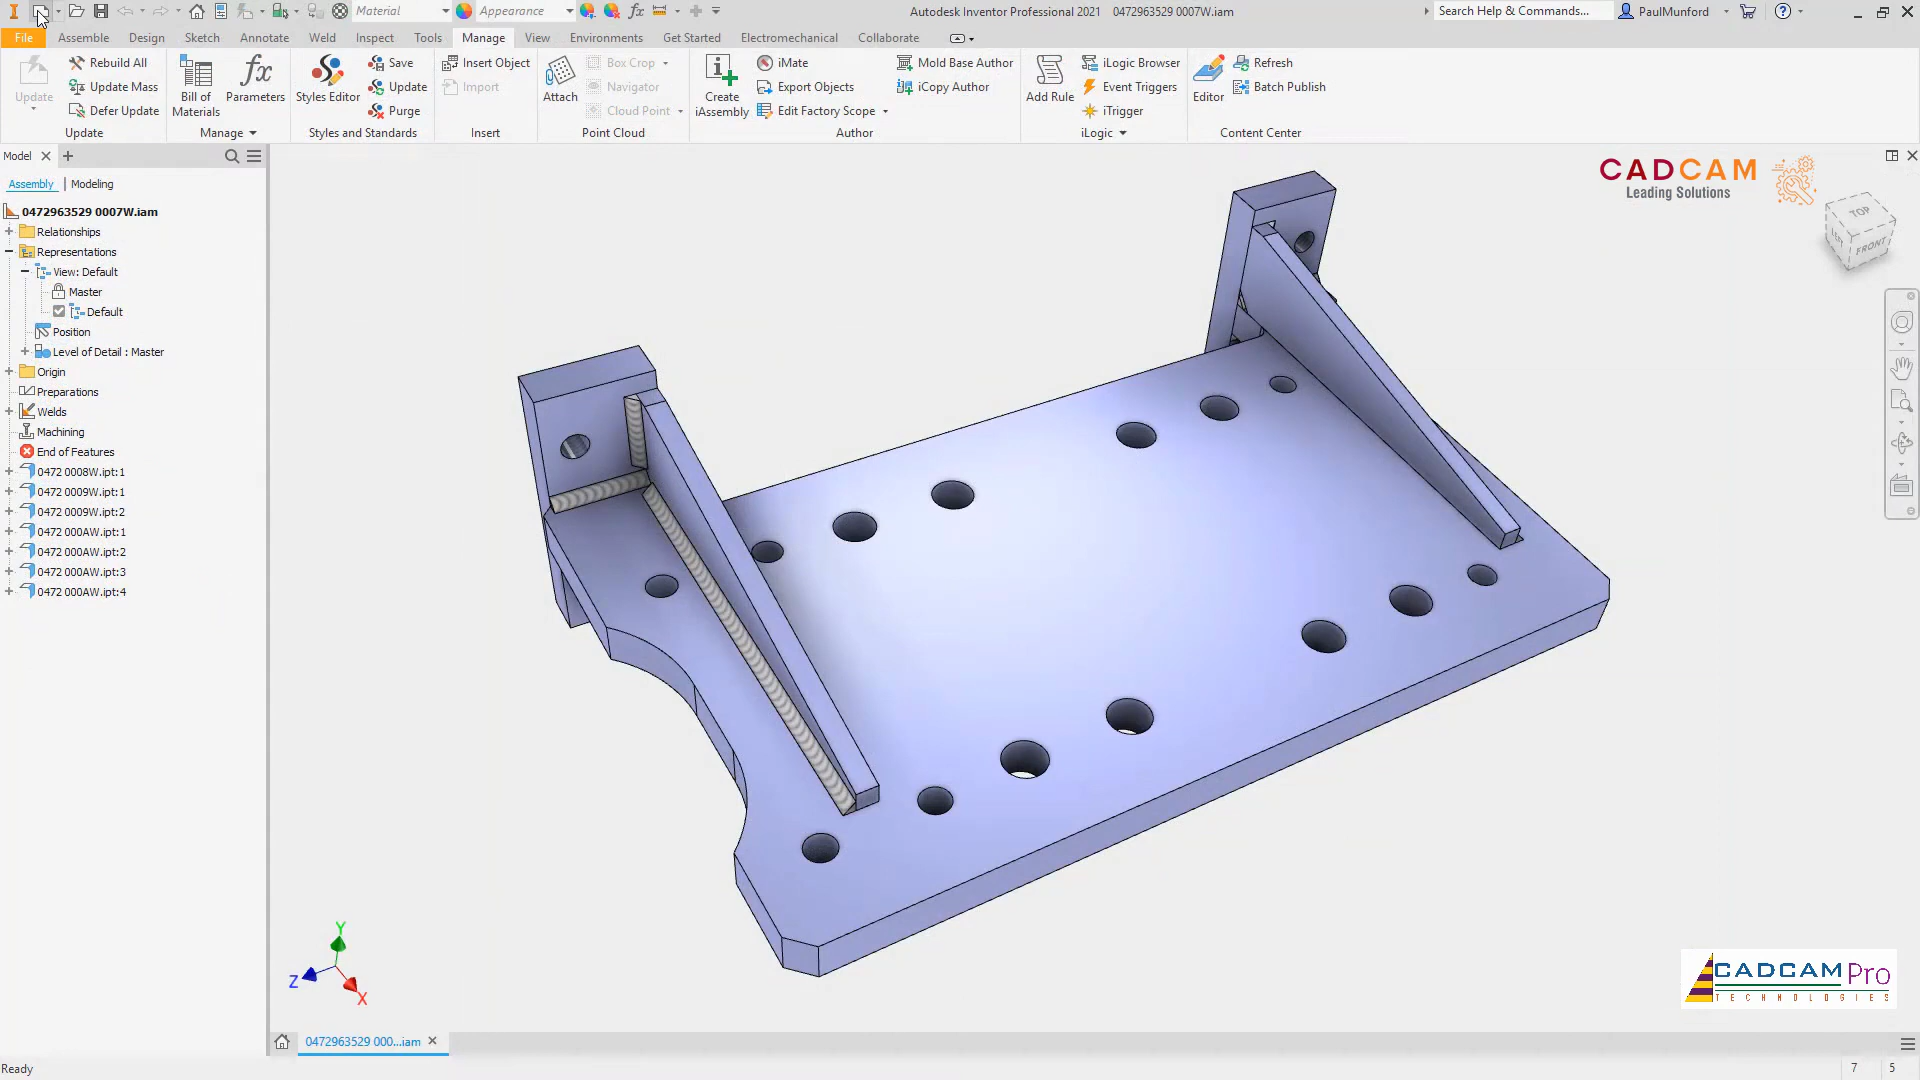 Material
Appearance
Autodesk Inventor Professional 2021 0472963529 0007W.iam
Search Help & Commands...
PaulMunford
File
Assemble
Design
Sketch
Annotate
Weld
Inspect
Tools
Manage
View
Environments
Get Started
Electromechanical
Collaborate
Update
Rebuild All
Update Mass
Defer Update
Update
Bill of
Materials
Parameters
Manage
Styles Editor
Save
Update
Purge
Styles and Standards
Insert Object
Import
Insert
Attach
Box Crop
Navigator
Cloud Point
Point Cloud
Create
iAssembly
iMate
Export Objects
Edit Factory Scope
Mold Base Author
iCopy Author
Author
Add Rule
iLogic Browser
Event Triggers
iTrigger
iLogic
Editor
Refresh
Batch Publish
Content Center
Model
Assembly | Modeling
0472963529 0007W.iam
Relationships
Representations
View: Default
Master
Default
Position
Level of Detail : Master
Origin
Preparations
Welds
Machining
End of Features
0472 0008W.ipt:1
0472 0009W.ipt:1
0472 0009W.ipt:2
0472 000AW.ipt:1
0472 000AW.ipt:2
0472 000AW.ipt:3
0472 000AW.ipt:4
CADCAM
Leading Solutions
TOP
LEFT
FRONT
Y
Z
X
CADCAM Pro
TECHNOLOGIES
0472963529 000...iam
Ready
7 5